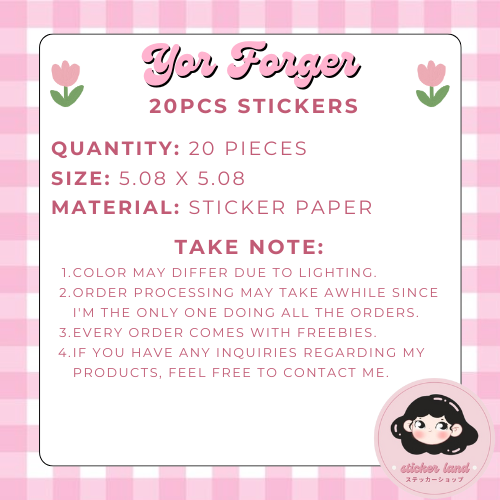 Yor Forger
20PCS STICKERS
QUANTITY: 20 PIECES
SIZE: 5.08 X 5.08
MATERIAL: STICKER PAPER
TAKE NOTE:
1.COLOR MAY DIFFER DUE TO LIGHTING.
2.ORDER PROCESSING MAY TAKE AWHILE SINCE
I'M THE ONLY ONE DOING ALL THE ORDERS.
3.EVERY ORDER COMES WITH FREEBIES.
4.IF YOU HAVE ANY INQUIRIES REGARDING MY
PRODUCTS, FEEL FREE TO CONTACT ME.
sticker land
ステッカーショップ